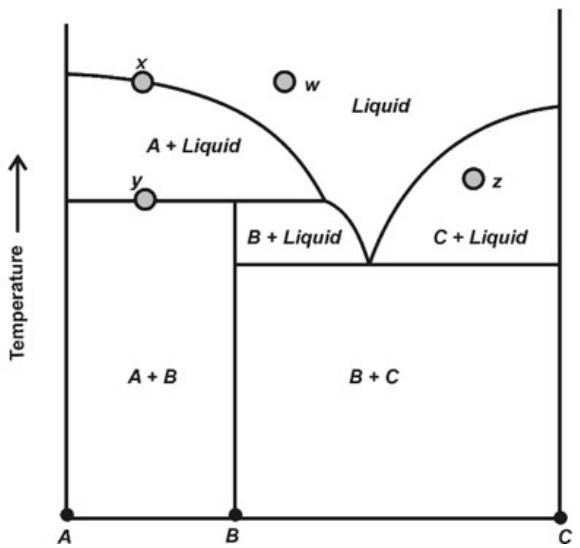 x
w
Liquid
A + Liquid
y
z
B + Liquid
C + Liquid
Temperature
A + B
B + C
A
B
C